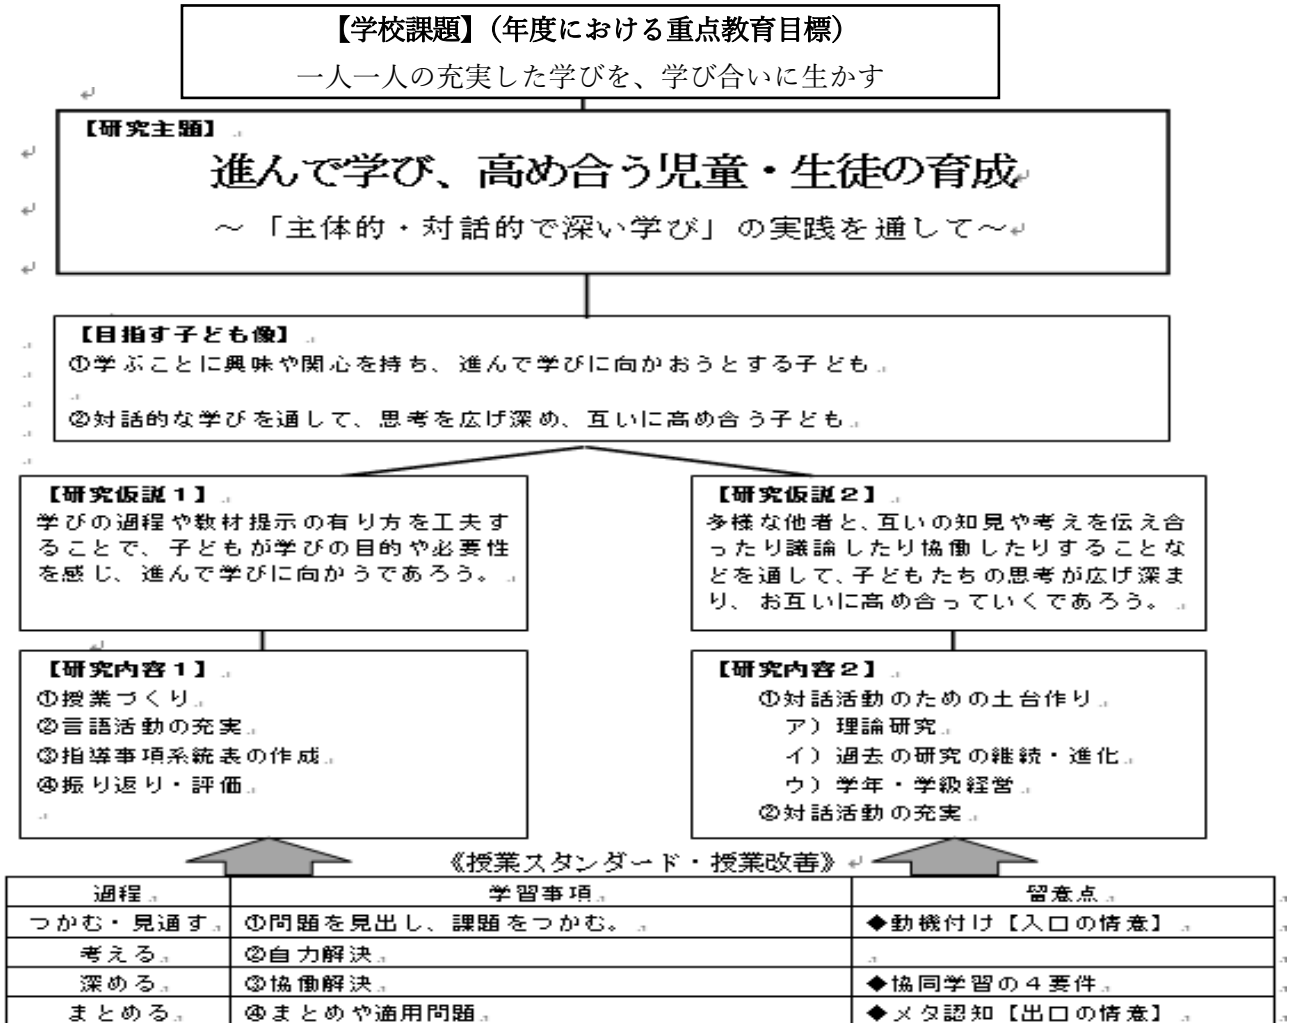 【学校課題】（年度における重点教育目標）
一人一人の充実した学びを、学び合いに生かす
【研究主題】
進んで学び、高め合う児童・生徒の育成
～「主体的・対話的で深い学び」の実践を通して～
【目指す子ども像】
①学ぶことに興味や関心を持ち、進んで学びに向かおうとする子ども
②対話的な学びを通して、思考を広げ深め、互いに高め合う子ども
【研究仮説１】
学びの過程や教材提示の有り方を工夫す
ることで、子どもが学びの目的や必要性
を感じ、進んで学びに向かうであろう。
【研究仮説２】
多様な他者と、互いの知見や考えを伝え合
ったり議論したり協働したりすることな
どを通して、子どもたちの思考が広げ深ま
り、お互いに高め合っていくであろう。
【研究内容１】
①授業づくり
②言語活動の充実
③指導事項系統表の作成
④振り返り・評価
【研究内容２】
①対話活動のための土台作り
ア）理論研究
イ）過去の研究の継続・進化
ウ）学年・学級経営
②対話活動の充実
《授業スタンダード・授業改善》
過程 学習事項 留意点
つかむ・見通す ①問題を見出し、課題をつかむ。 ◆動機付け【入口の情意】
考える ②自力解決
深める ③協働解決 ◆協同学習の４要件
まとめる ④まとめや適用問題 ◆メタ認知【出口の情意】